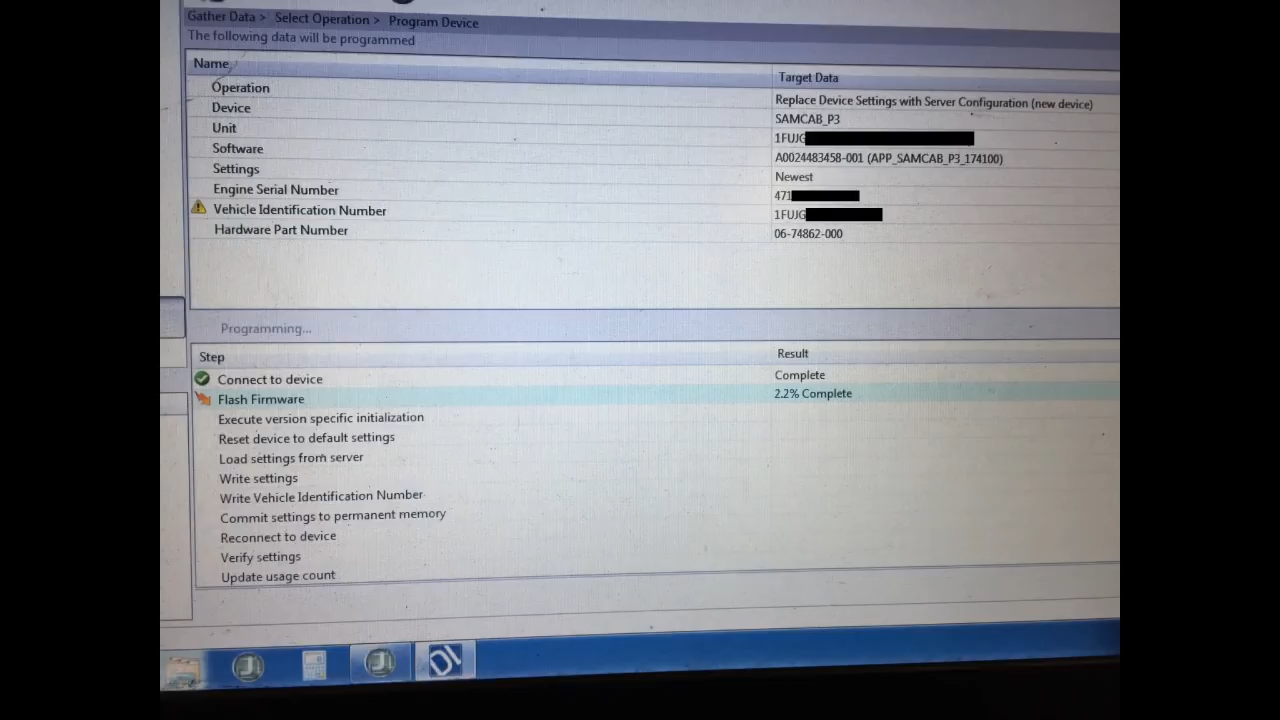 Gather Data > Select Operation > Program Device
The following data will be programmed
Name Target Data
Operation Replace Device Settings with Server Configuration (new device)
Device SAMCAB_P3
Unit 1FUJG
Software A0024483458-001 (APP_SAMCAB_P3_174100)
Settings Newest
Engine Serial Number 471
Vehicle Identification Number 1FUJG
Hardware Part Number 06-74862-000
Programming...
Step Result
Connect to device Complete
Flash Firmware 2.2% Complete
Execute version specific initialization
Reset device to default settings
Load settings from server
Write settings
Write Vehicle Identification Number
Commit settings to permanent memory
Reconnect to device
Verify settings
Update usage count
J J DI